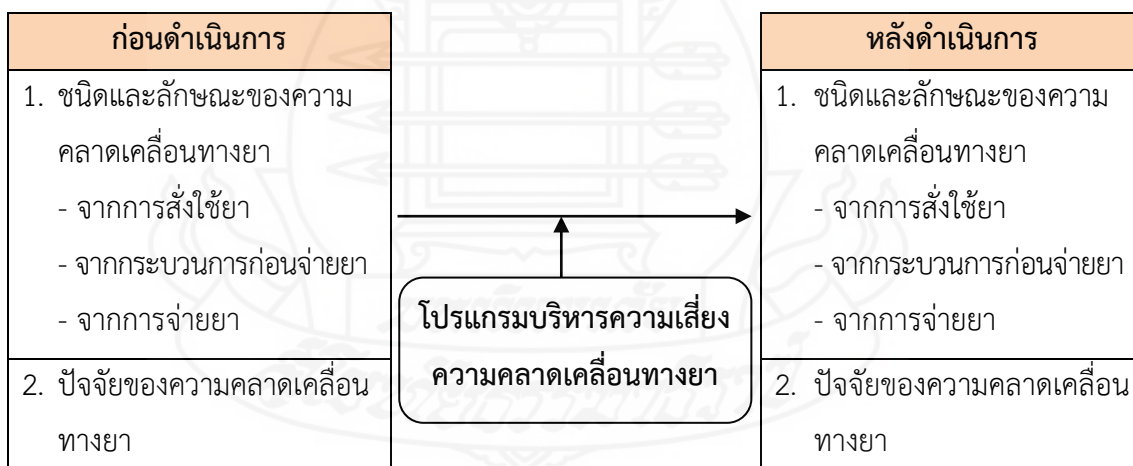 ก่อนดำเนินการ
1. ชนิดและลักษณะของความ
คลาดเคลื่อนทางยา
- จากการสั่งใช้ยา
- จากกระบวนการก่อนจ่ายยา
- จากการจ่ายยา
2. ปัจจัยของความคลาดเคลื่อน
ทางยา
โปรแกรมบริหารความเสี่ยง
ความคลาดเคลื่อนทางยา
หลังดำเนินการ
1. ชนิดและลักษณะของความ
คลาดเคลื่อนทางยา
- จากการสั่งใช้ยา
- จากกระบวนการก่อนจ่ายยา
- จากการจ่ายยา
2. ปัจจัยของความคลาดเคลื่อน
ทางยา